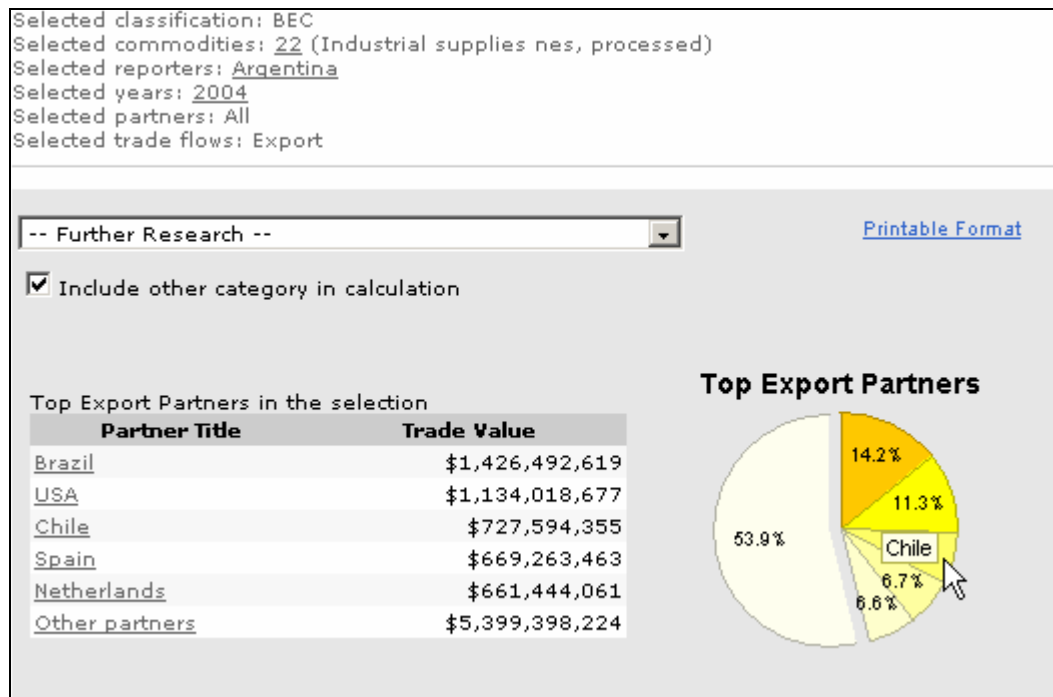 Selected classification: BEC
Selected commodities: 22 (Industrial supplies nes, processed)
Selected reporters: Argentina
Selected years: 2004
Selected partners: All
Selected trade flows: Export
-- Further Research --
Printable Format
Include other category in calculation
Top Export Partners in the selection
Partner Title Trade Value
Brazil $1,426,492,619
USA $1,134,018,677
Chile $727,594,355
Spain $669,263,463
Netherlands $661,444,061
Other partners $5,399,398,224
Top Export Partners
14.2%
11.3%
53.9%
Chile
6.7%
6.6%